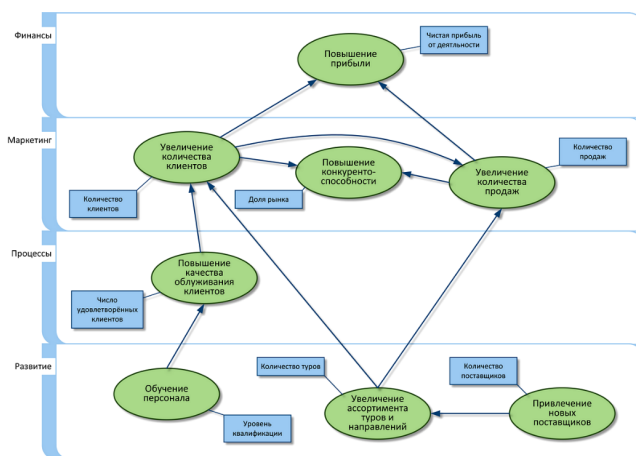 Финансы
Чистая прибыль
от деятльности
Повышение
прибыли
Маркетинг
Увеличение
количества
клиентов
Повышение
конкуренто-
способности
Увеличение
количества
продаж
Количество
продаж
Количество
клиентов
Доля рынка
Процессы
Повышение
качества
облуживания
клиентов
Число
удовлетворённых
клиентов
Развитие
Количество туров
Количество
поставщиков
Обучение
персонала
Увеличение
ассортимента
туров и
направлений
Привлечение
новых
поставщиков
Уровень
квалификации